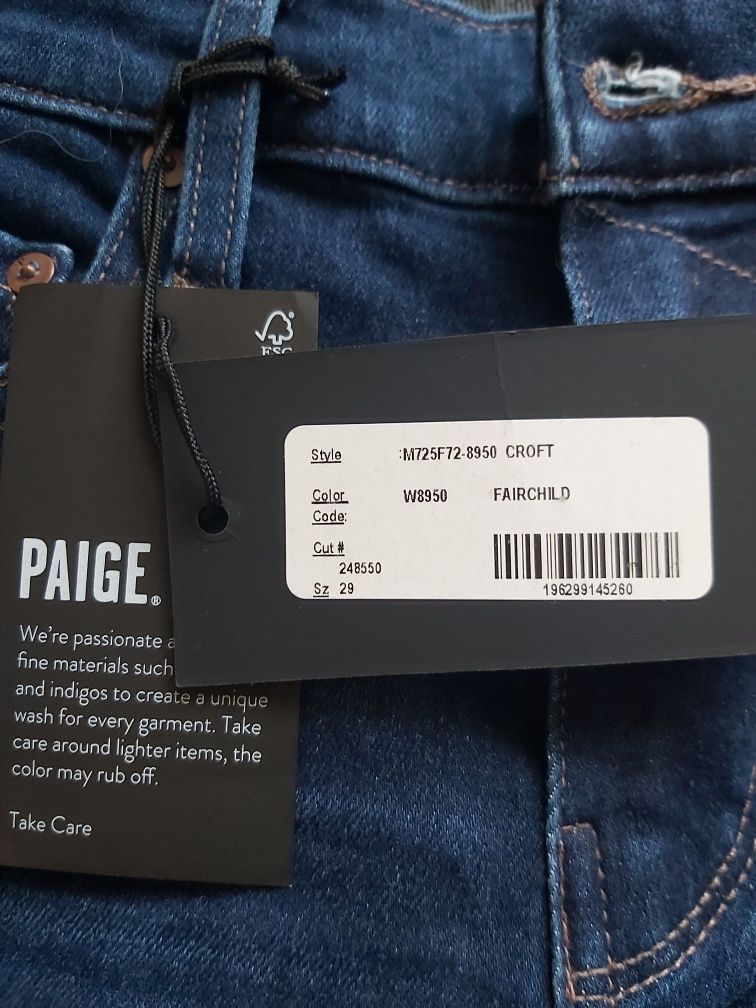 FSC
PAIGE®
We're passionate
fine materials such
and indigos to create a unique
wash for every garment. Take
care around lighter items, the
color may rub off.
Take Care
Style :M725F72-8950 CROFT
Color W8950 FAIRCHILD
Code:
Cut #
248550
Sz 29
196299145260